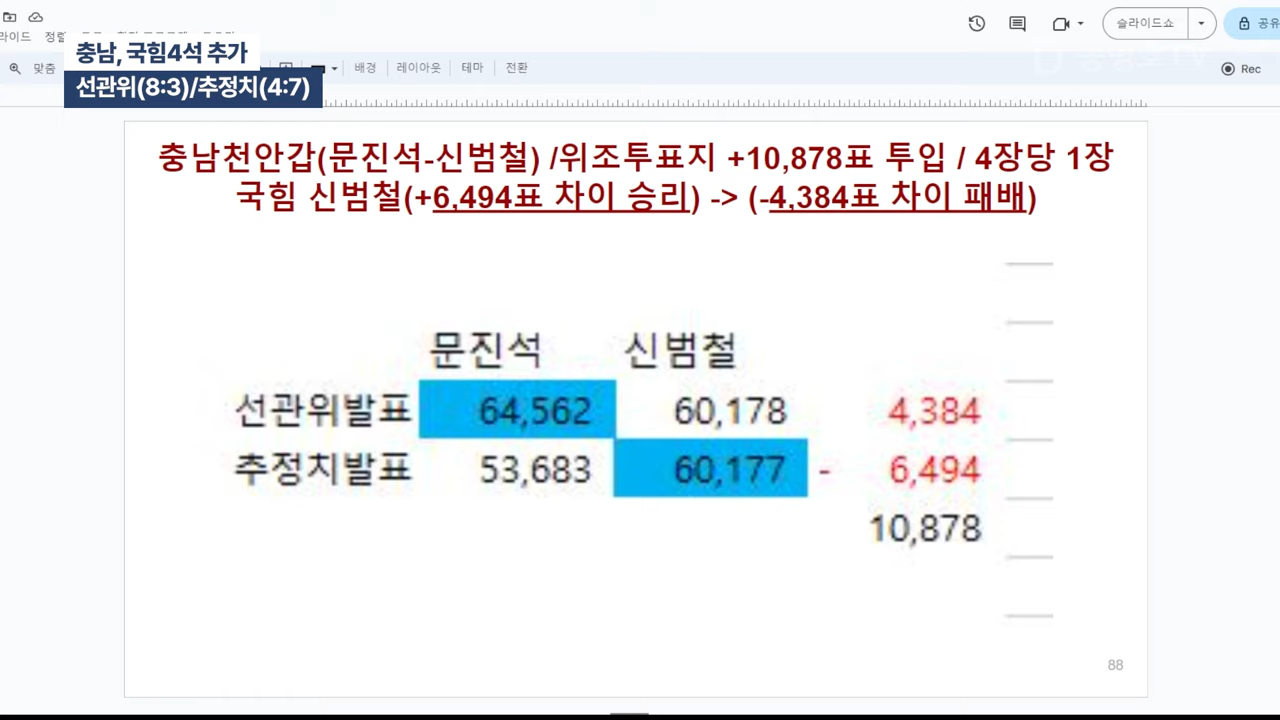 충남, 국힘4석 추가
선관위(8:3)/추정치(4:7)
슬라이드쇼
공유
맞춤
배경 레이아웃 테마 전환
Rec
충남천안갑(문진석-신범철) /위조투표지 +10,878표 투입 / 4장당 1장
국힘 신범철(+6,494표 차이 승리) -> (-4,384표 차이 패배)
문진석 신범철
선관위발표 64,562 60,178 4,384
추정치발표 53,683 60,177 - 6,494
10,878
88